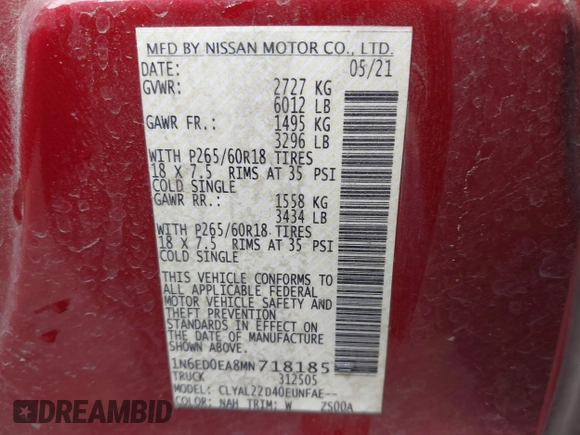 MFD BY NISSAN MOTOR CO., LTD.
DATE: 05/21
GVWR: 2727 KG
6012 LB
GAWR FR.: 1495 KG
3296 LB
WITH P265/60R18 TIRES
18 X 7.5 RIMS AT 35 PSI
COLD SINGLE
GAWR RR.: 1558 KG
3434 LB
WITH P265/60R18 TIRES
18 X 7.5 RIMS AT 35 PSI
COLD SINGLE
THIS VEHICLE CONFORMS TO
ALL APPLICABLE FEDERAL
MOTOR VEHICLE SAFETY AND
THEFT PREVENTION
STANDARDS IN EFFECT ON
THE DATE OF MANUFACTURE
SHOWN ABOVE.
1N6ED0EA8MN718185
TRUCK 312505
MODEL: CLYAL22D40EUNFAE--
COLOR: NAH TRIM: W ZS00A
DREAMBID